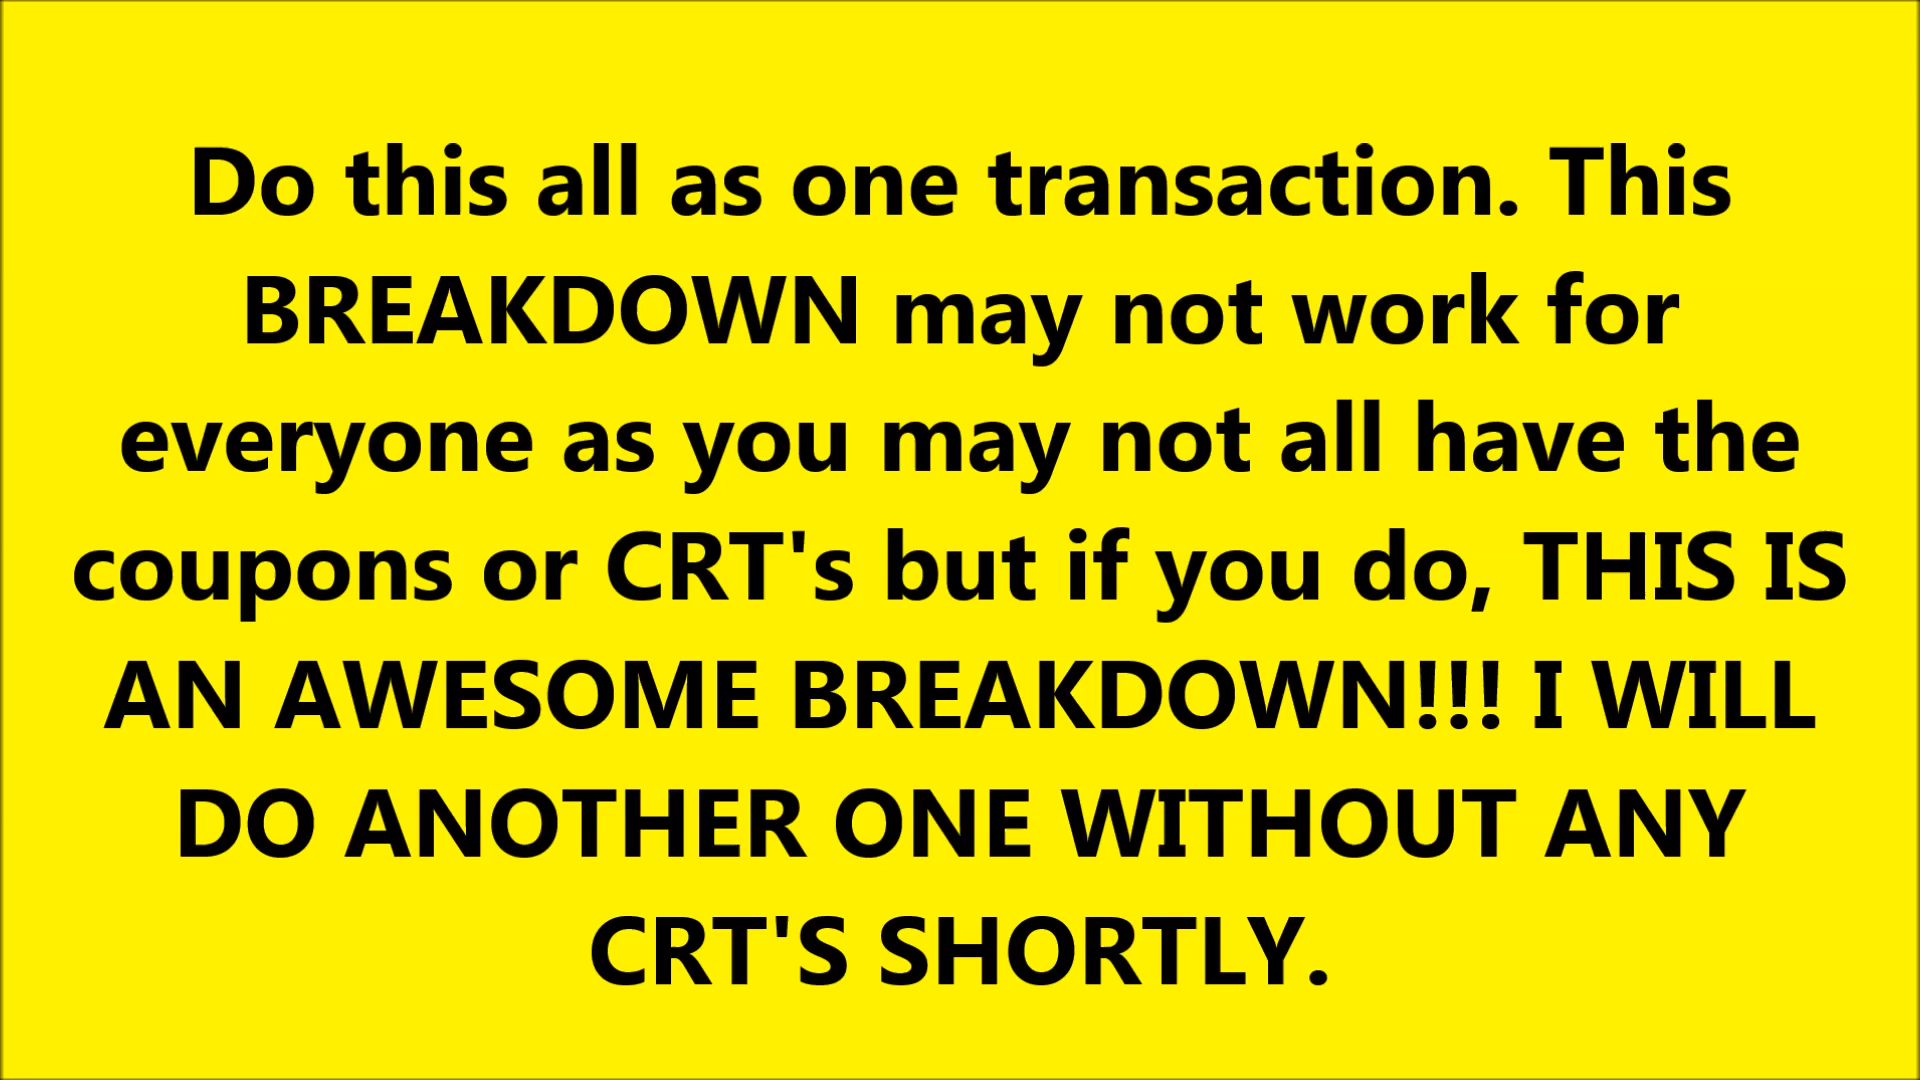 Do this all as one transaction. This
BREAKDOWN may not work for
everyone as you may not all have the
coupons or CRT's but if you do, THIS IS
AN AWESOME BREAKDOWN!!! I WILL
DO ANOTHER ONE WITHOUT ANY
CRT'S SHORTLY.